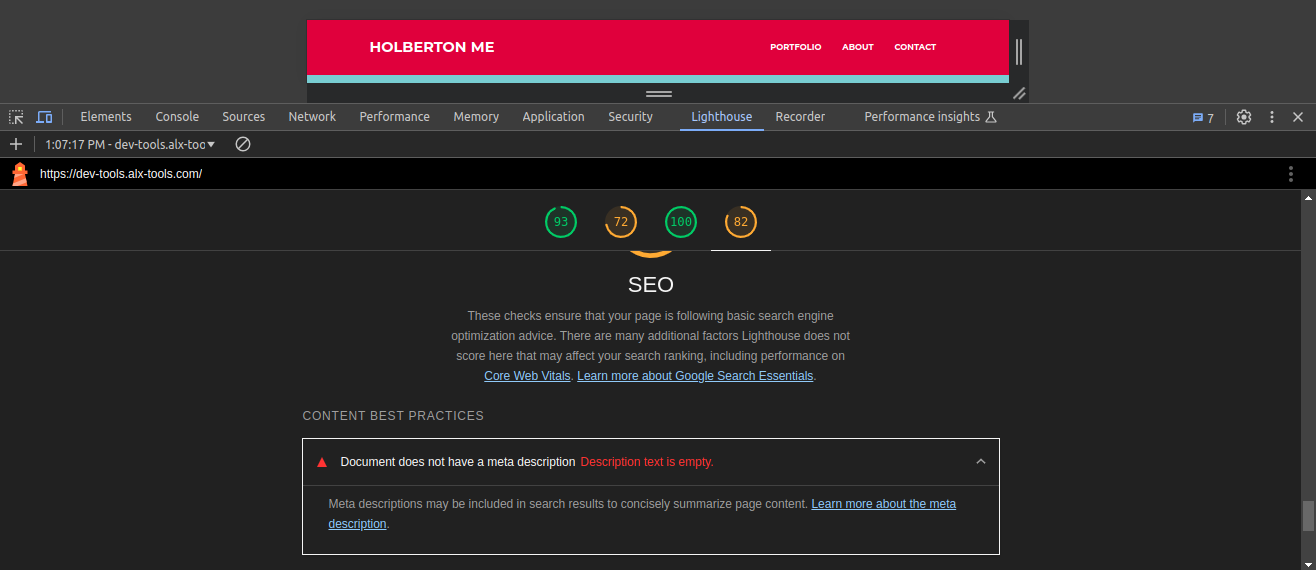 HOLBERTON ME PORTFOLIO ABOUT CONTACT
Elements Console Sources Network Performance Memory Application Security Lighthouse Recorder Performance insights 7
1:07:17 PM - dev-tools.alx-too
https://dev-tools.alx-tools.com/
93 72 100 82
SEO
These checks ensure that your page is following basic search engine
optimization advice. There are many additional factors Lighthouse does not
score here that may affect your search ranking, including performance on
Core Web Vitals. Learn more about Google Search Essentials.
CONTENT BEST PRACTICES
Document does not have a meta description Description text is empty.
Meta descriptions may be included in search results to concisely summarize page content. Learn more about the meta
description.